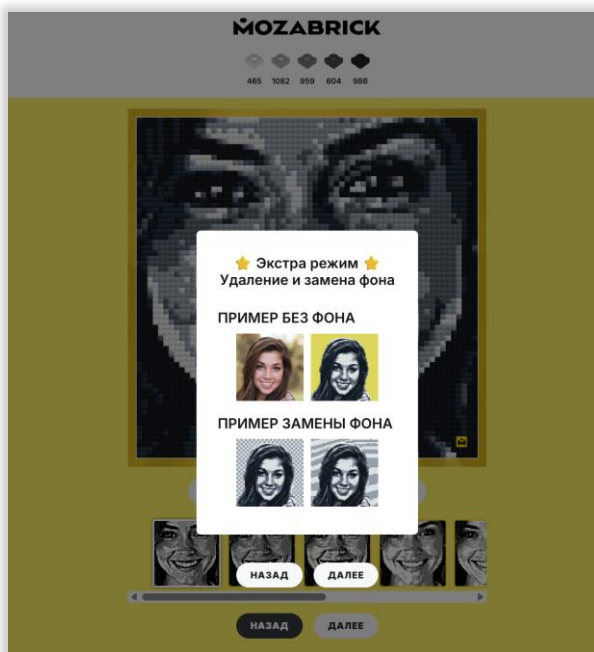 MOZABRICK
465 1082 959 604 986
Экстра режим
Удаление и замена фона
ПРИМЕР БЕЗ ФОНА
ПРИМЕР ЗАМЕНЫ ФОНА
НАЗАД ДАЛЕЕ
НАЗАД ДАЛЕЕ